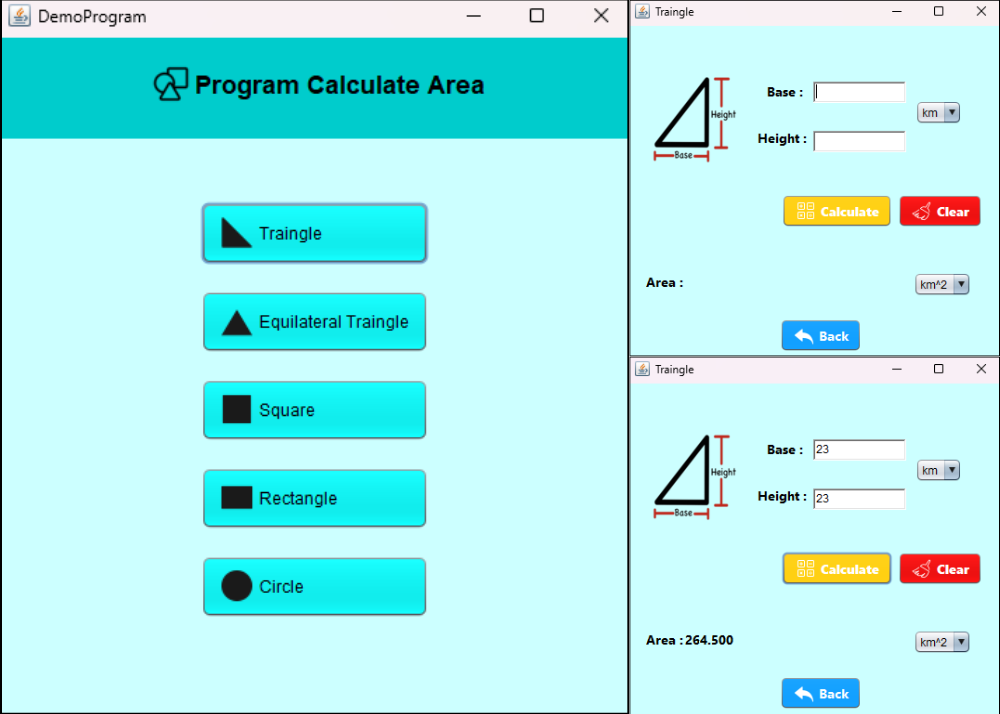 DemoProgram
Program Calculate Area
Traingle
Equilateral Traingle
Square
Rectangle
Circle
Traingle
Base :
km
Height
Height :
Base
Calculate
Clear
Area :
km^2
Back
Traingle
Base : 23
km
Height
Height : 23
Base
Calculate
Clear
Area :264.500
km^2
Back